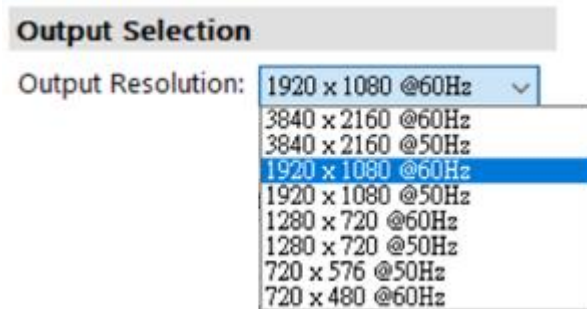 Output Selection
Output Resolution: 1920 x 1080 @60Hz
3840 x 2160 @60Hz
3840 x 2160 @50Hz
1920 x 1080 @60Hz
1920 x 1080 @50Hz
1280 x 720 @60Hz
1280 x 720 @50Hz
720 x 576 @50Hz
720 x 480 @60Hz